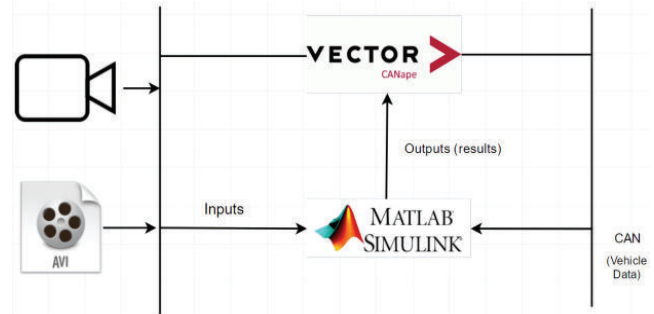 VECTOR
CANape
Outputs (results)
Inputs
MATLAB
SIMULINK®
AVI
CAN
(Vehicle
Data)